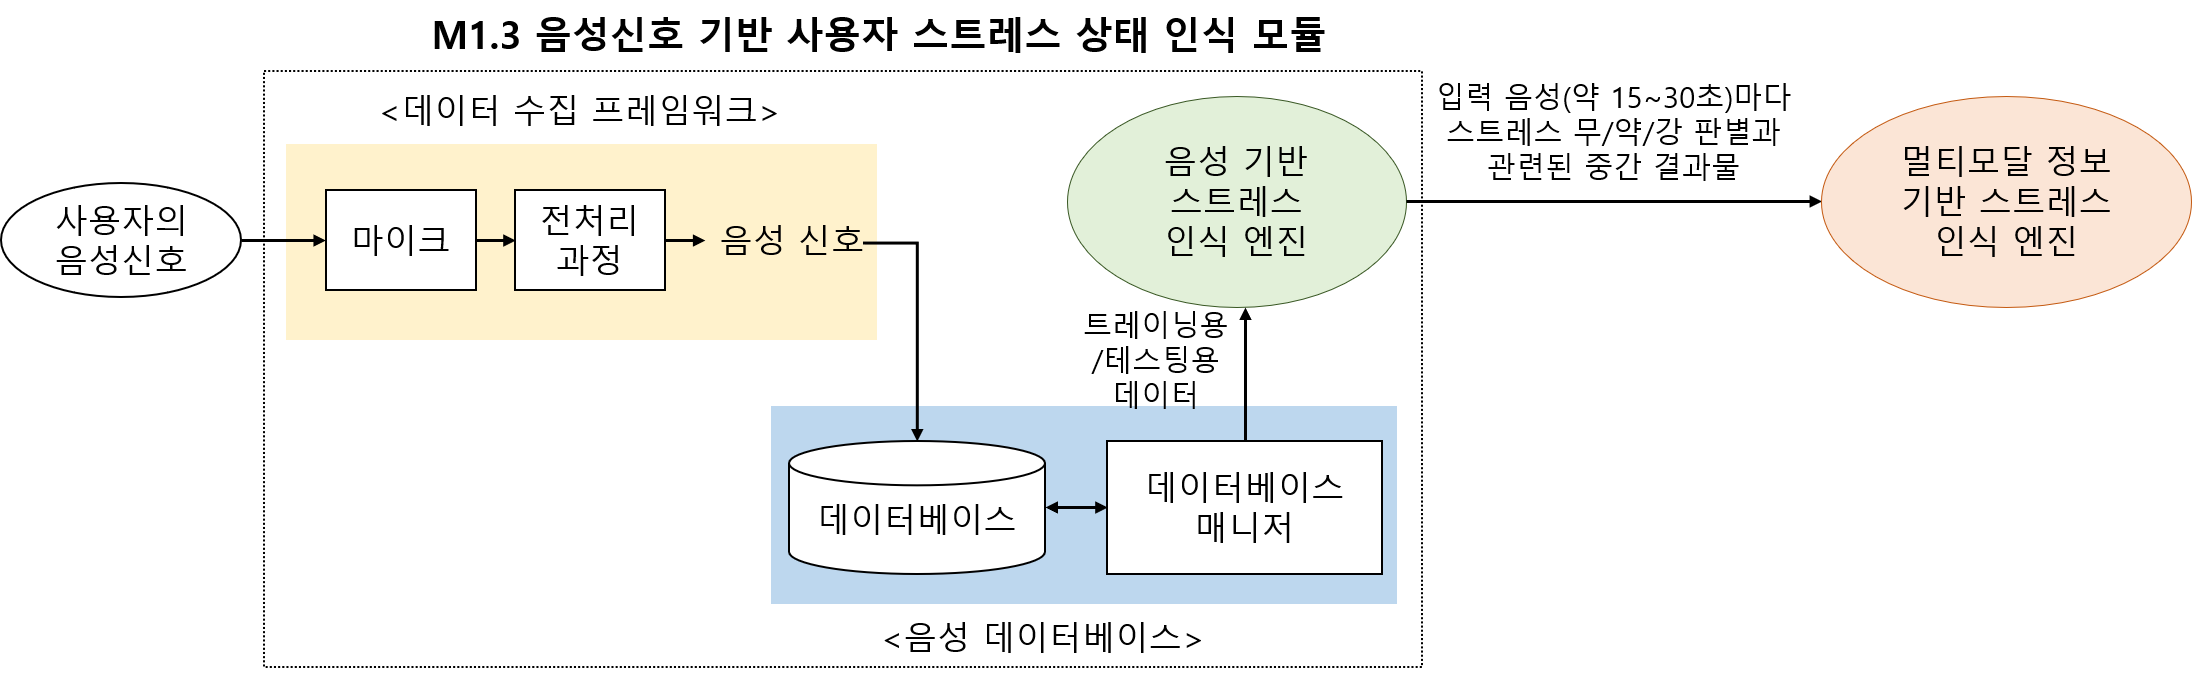 M1.3 음성신호 기반 사용자 스트레스 상태 인식 모듈
<데이터 수집 프레임워크>
사용자의
음성신호
마이크
전처리
과정
음성 신호
음성 기반
스트레스
인식 엔진
입력 음성(약 15~30초)마다
스트레스 무/약/강 판별과
관련된 중간 결과물
멀티모달 정보
기반 스트레스
인식 엔진
트레이닝용
/테스팅용
데이터
데이터베이스
데이터베이스
매니저
<음성 데이터베이스>